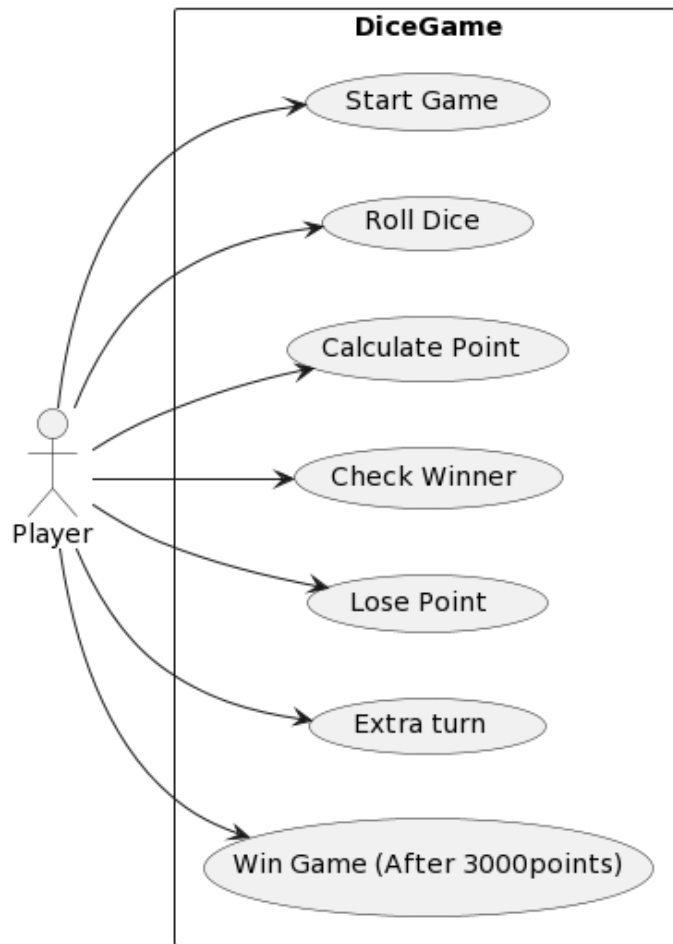 DiceGame
Start Game
Roll Dice
Calculate Point
Check Winner
Player
Lose Point
Extra turn
Win Game (After 3000points)